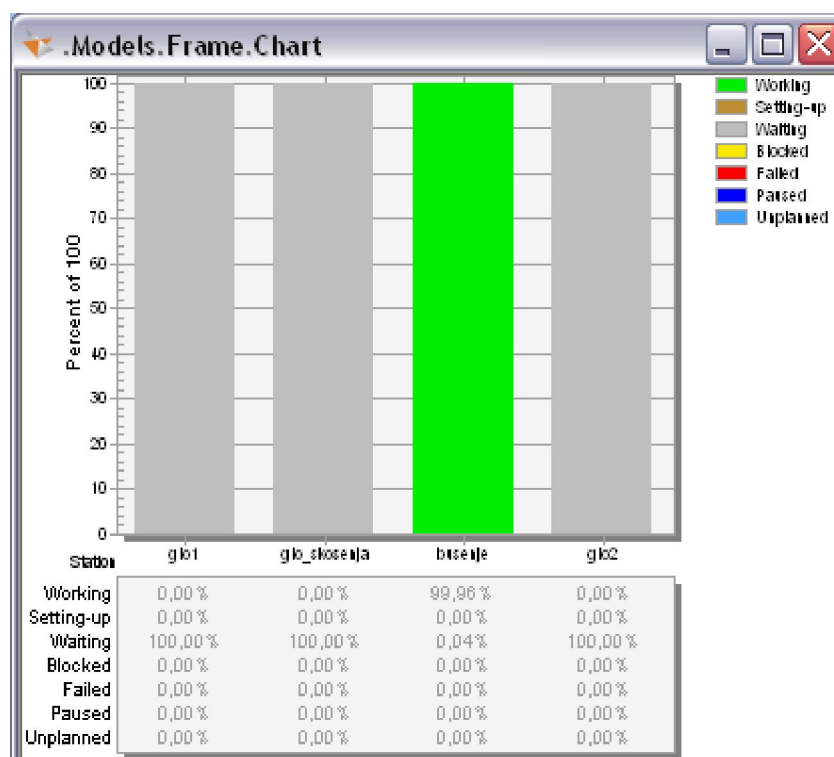 .Models.Frame.Chart
Working
Setting-up
Waiting
Blocked
Failed
Paused
Unplanned
Percent of 100
100
90
80
70
60
50
40
30
20
10
0
Station glo1 glo_skosenja busenje glo2
Working 0,00% 0,00% 99,96% 0,00%
Setting-up 0,00% 0,00% 0,00% 0,00%
Waiting 100,00% 100,00% 0,04% 100,00%
Blocked 0,00% 0,00% 0,00% 0,00%
Failed 0,00% 0,00% 0,00% 0,00%
Paused 0,00% 0,00% 0,00% 0,00%
Unplanned 0,00% 0,00% 0,00% 0,00%